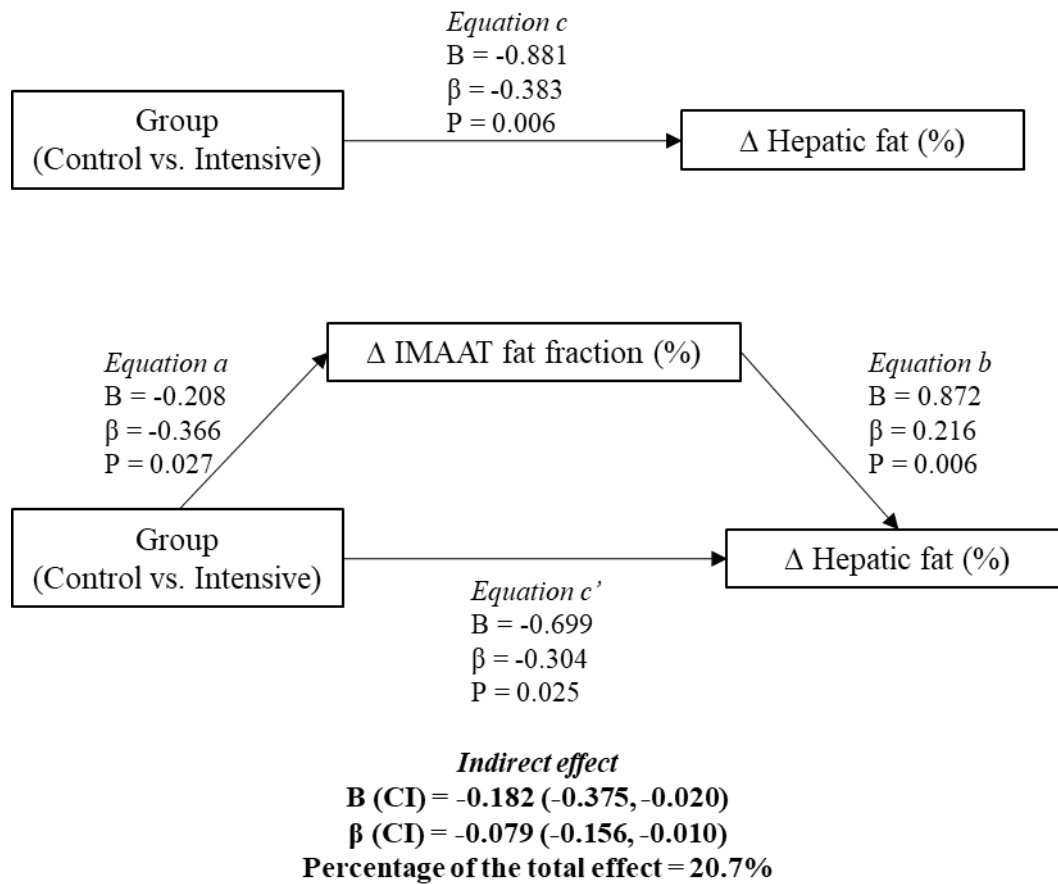 Equation c
B = -0.881
β = -0.383
P = 0.006
Group
(Control vs. Intensive)
Δ Hepatic fat (%)
Δ IMAAT fat fraction (%)
Equation a
B = -0.208
β = -0.366
P = 0.027
Equation b
B = 0.872
β = 0.216
P = 0.006
Group
(Control vs. Intensive)
Δ Hepatic fat (%)
Equation c’
B = -0.699
β = -0.304
P = 0.025
Indirect effect
B (CI) = -0.182 (-0.375, -0.020)
β (CI) = -0.079 (-0.156, -0.010)
Percentage of the total effect = 20.7%